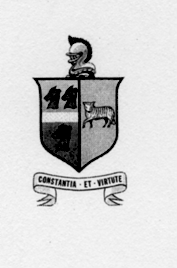 CONSTANTIA · ET · VIRTUTE